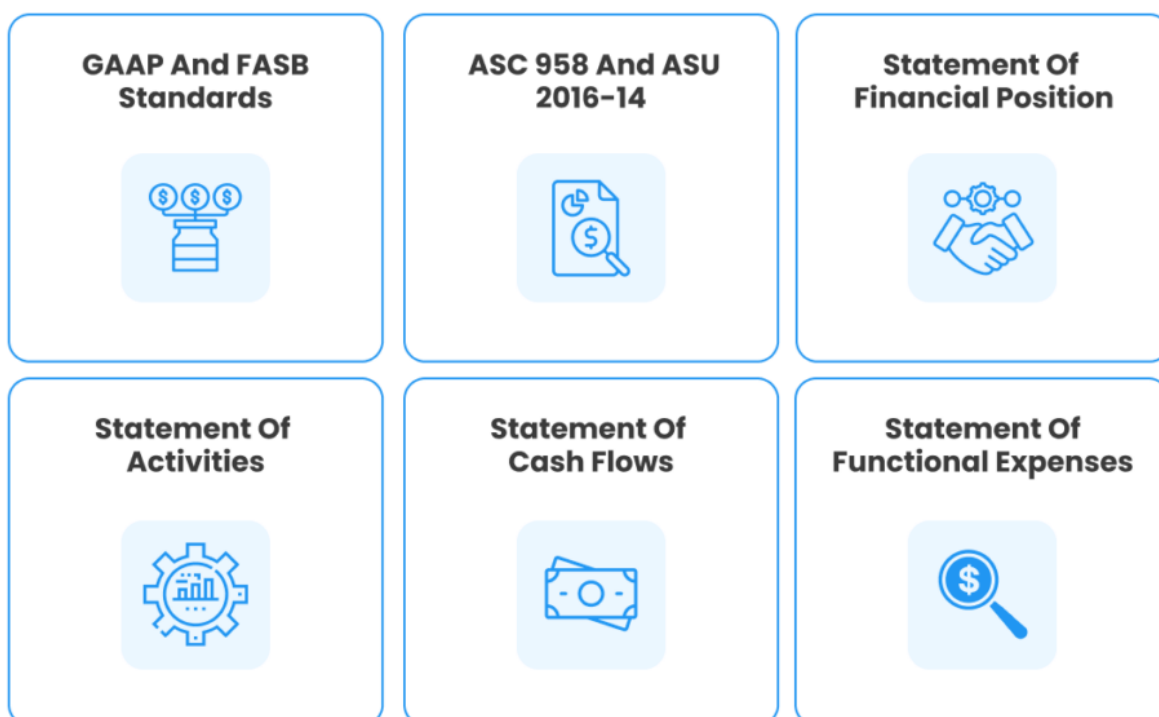 GAAP And FASB
Standards
ASC 958 And ASU
2016-14
Statement Of
Financial Position
Statement Of
Activities
Statement Of
Cash Flows
Statement Of
Functional Expenses